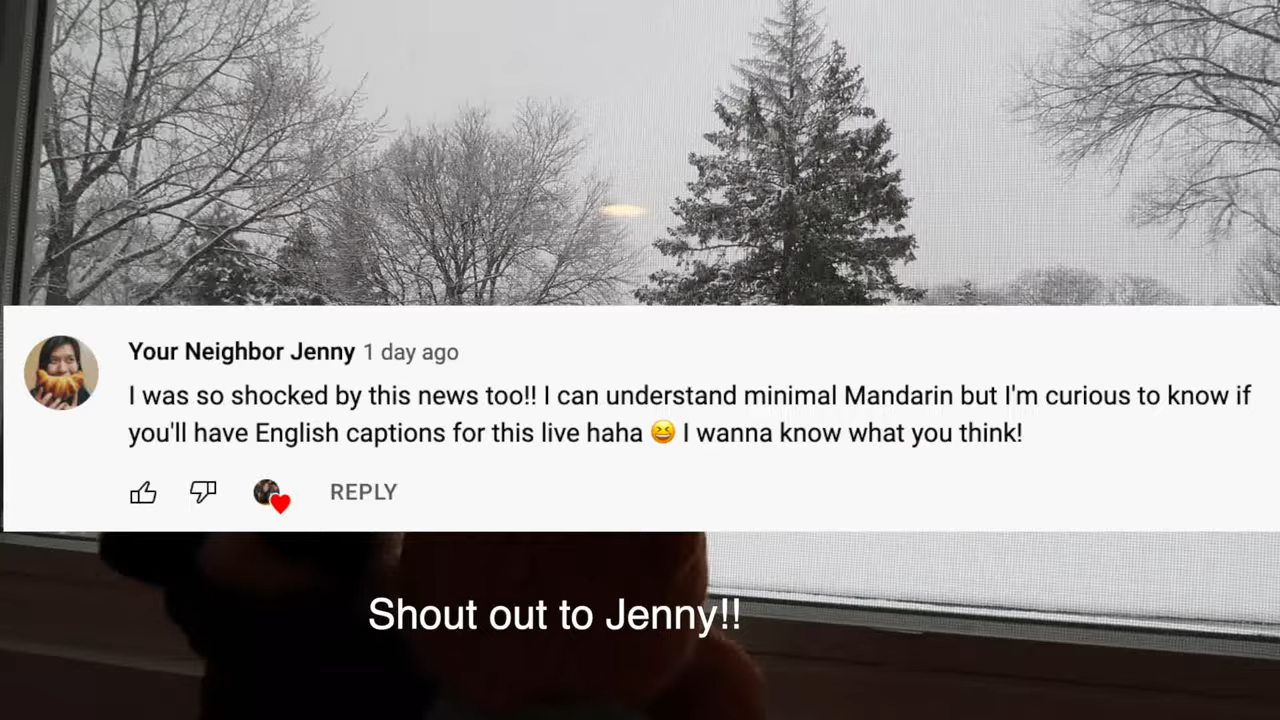 Your Neighbor Jenny 1 day ago
I was so shocked by this news too!! I can understand minimal Mandarin but I'm curious to know if
you'll have English captions for this live haha 😆 I wanna know what you think!
REPLY
Shout out to Jenny!!